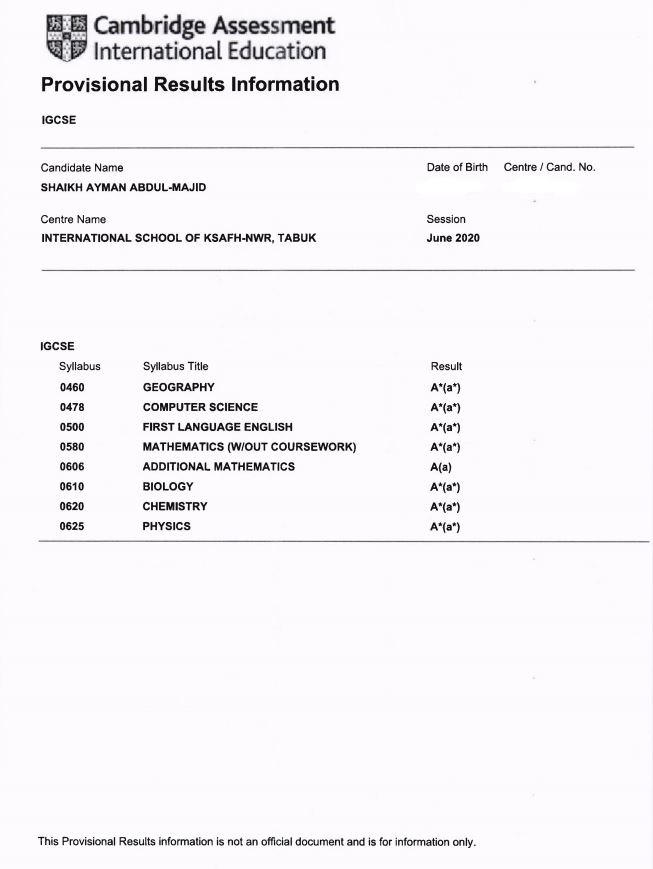 Cambridge Assessment
International Education
Provisional Results Information
IGCSE
Candidate Name Date of Birth Centre / Cand. No.
SHAIKH AYMAN ABDUL-MAJID
Centre Name Session
INTERNATIONAL SCHOOL OF KSAFH-NWR, TABUK June 2020
IGCSE
Syllabus Syllabus Title Result
0460 GEOGRAPHY A*(a*)
0478 COMPUTER SCIENCE A*(a*)
0500 FIRST LANGUAGE ENGLISH A*(a*)
0580 MATHEMATICS (W/OUT COURSEWORK) A*(a*)
0606 ADDITIONAL MATHEMATICS A(a)
0610 BIOLOGY A*(a*)
0620 CHEMISTRY A*(a*)
0625 PHYSICS A*(a*)
This Provisional Results information is not an official document and is for information only.